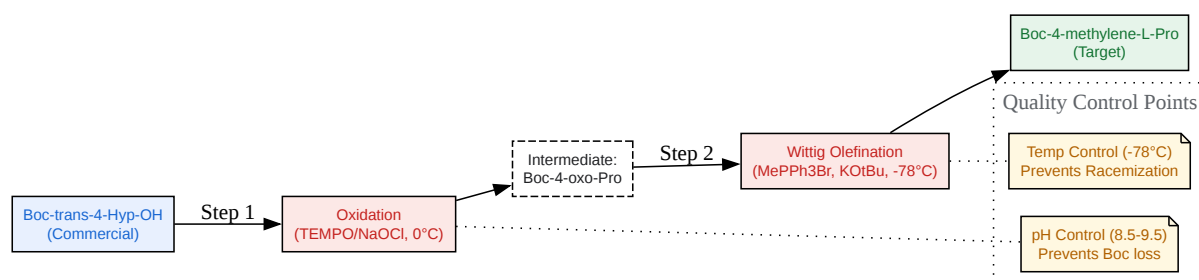 Boc-trans-4-Hyp-OH
(Commercial)
Step 1
Oxidation
(TEMPO/NaOCl, 0°C)
Intermediate:
Boc-4-oxo-Pro
Step 2
Wittig Olefination
(MePPh3Br, KOtBu, -78°C)
Boc-4-methylene-L-Pro
(Target)
Quality Control Points
Temp Control (-78°C)
Prevents Racemization
pH Control (8.5-9.5)
Prevents Boc loss